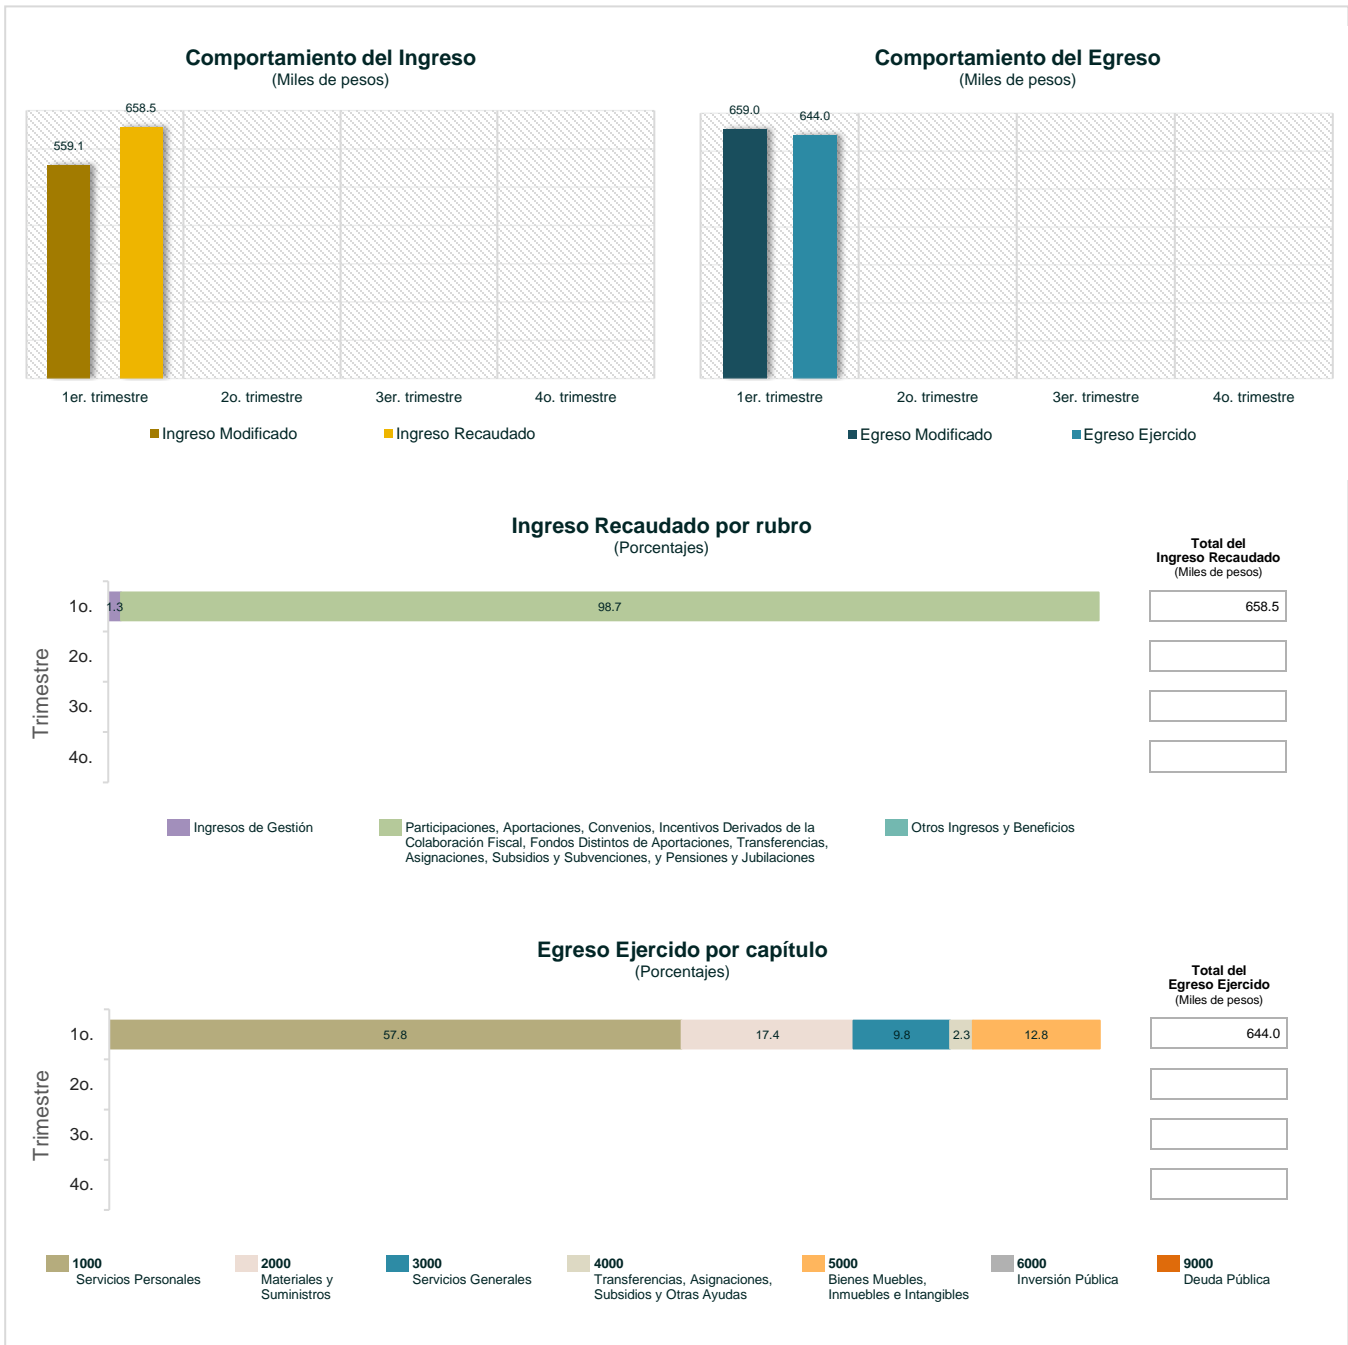 Comportamiento del Ingreso
(Miles de pesos)
559.1
658.5
1er. trimestre
2o. trimestre
3er. trimestre
4o. trimestre
Ingreso Modificado
Ingreso Recaudado
Comportamiento del Egreso
(Miles de pesos)
659.0
644.0
1er. trimestre
2o. trimestre
3er. trimestre
4o. trimestre
Egreso Modificado
Egreso Ejercido
Ingreso Recaudado por rubro
(Porcentajes)
Total del
Ingreso Recaudado
(Miles de pesos)
Trimestre
1o.
1.3
98.7
658.5
2o.
3o.
4o.
Ingresos de Gestión
Participaciones, Aportaciones, Convenios, Incentivos Derivados de la
Colaboración Fiscal, Fondos Distintos de Aportaciones, Transferencias,
Asignaciones, Subsidios y Subvenciones, y Pensiones y Jubilaciones
Otros Ingresos y Beneficios
Egreso Ejercido por capítulo
(Porcentajes)
Total del
Egreso Ejercido
(Miles de pesos)
Trimestre
1o.
57.8
17.4
9.8
2.3
12.8
644.0
2o.
3o.
4o.
1000
Servicios Personales
2000
Materiales y
Suministros
3000
Servicios Generales
4000
Transferencias, Asignaciones,
Subsidios y Otras Ayudas
5000
Bienes Muebles,
Inmuebles e Intangibles
6000
Inversión Pública
9000
Deuda Pública